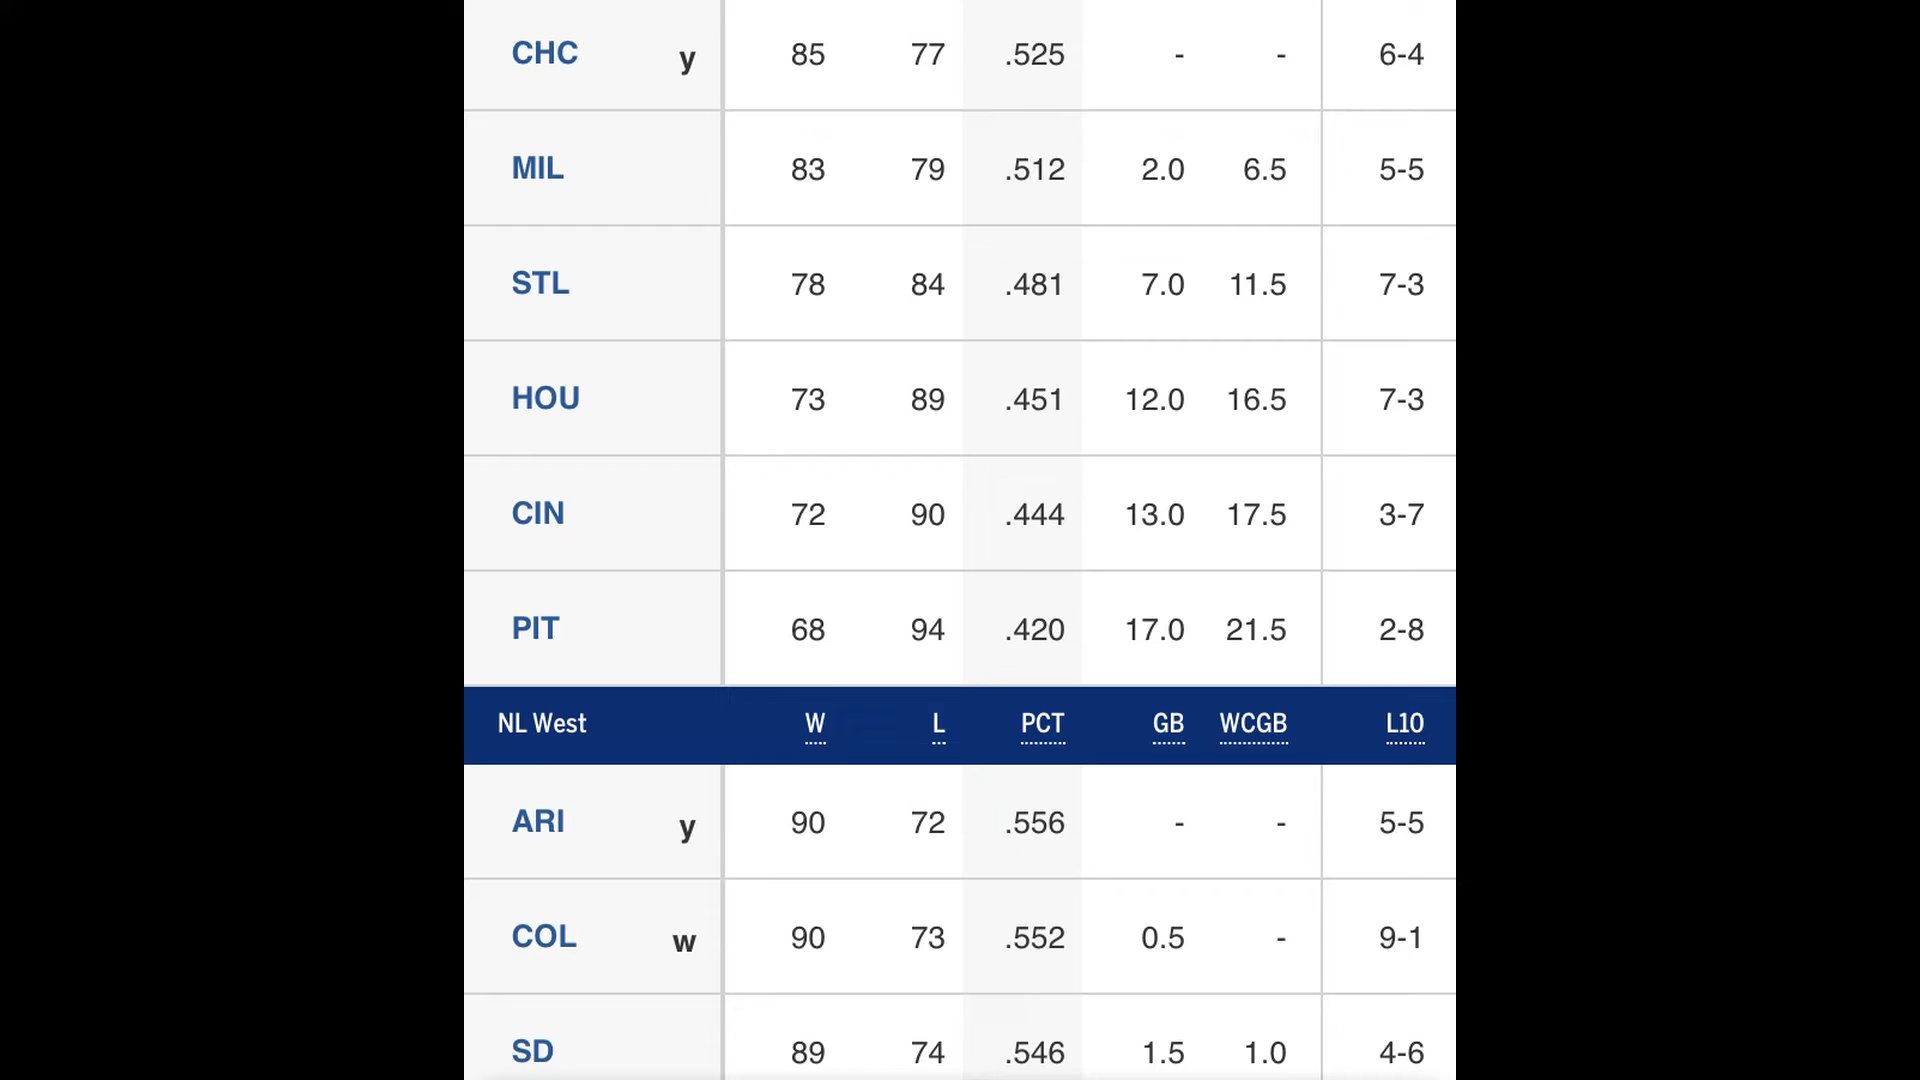 CHC y 85 77 .525 - - 6-4
MIL 83 79 .512 2.0 6.5 5-5
STL 78 84 .481 7.0 11.5 7-3
HOU 73 89 .451 12.0 16.5 7-3
CIN 72 90 .444 13.0 17.5 3-7
PIT 68 94 .420 17.0 21.5 2-8
NL West W L PCT GB WCGB L10
ARI y 90 72 .556 - - 5-5
COL w 90 73 .552 0.5 - 9-1
SD 89 74 .546 1.5 1.0 4-6